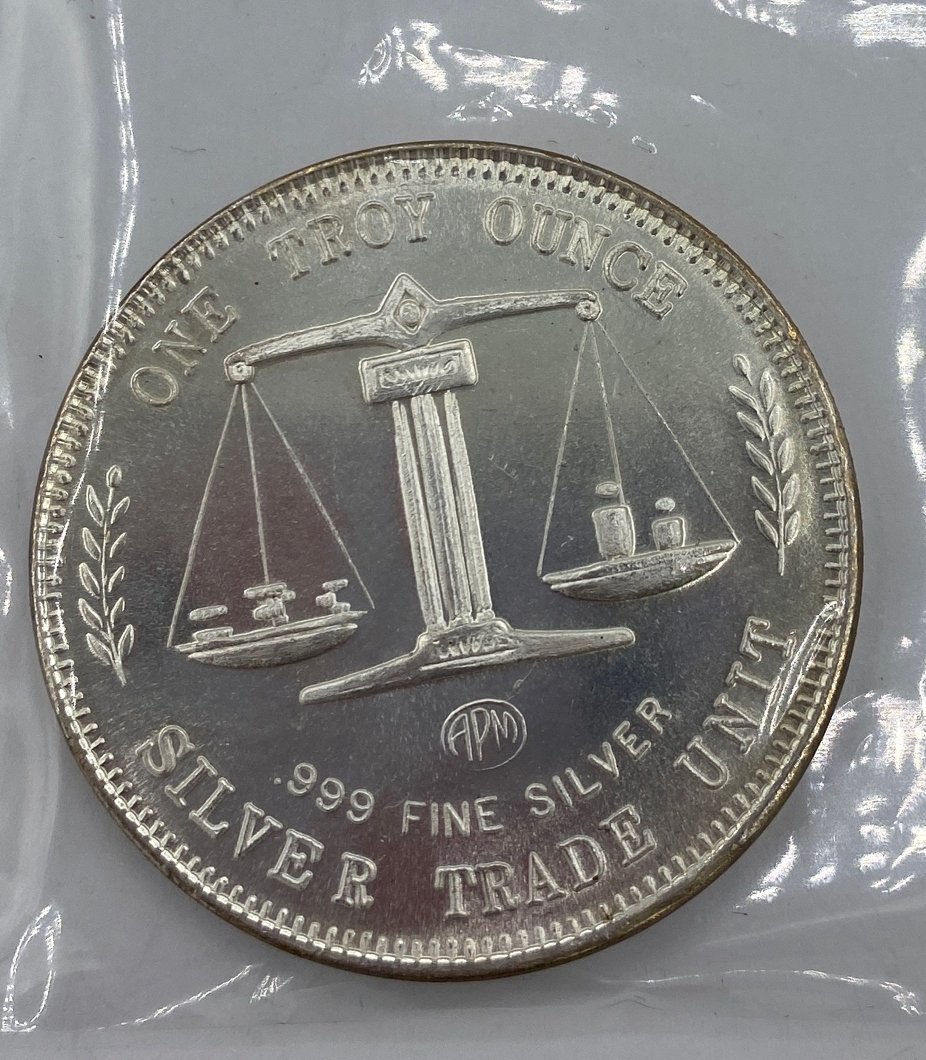 ONE TROY OUNCE
APM
.999 FINE SILVER
SILVER TRADE UNIT